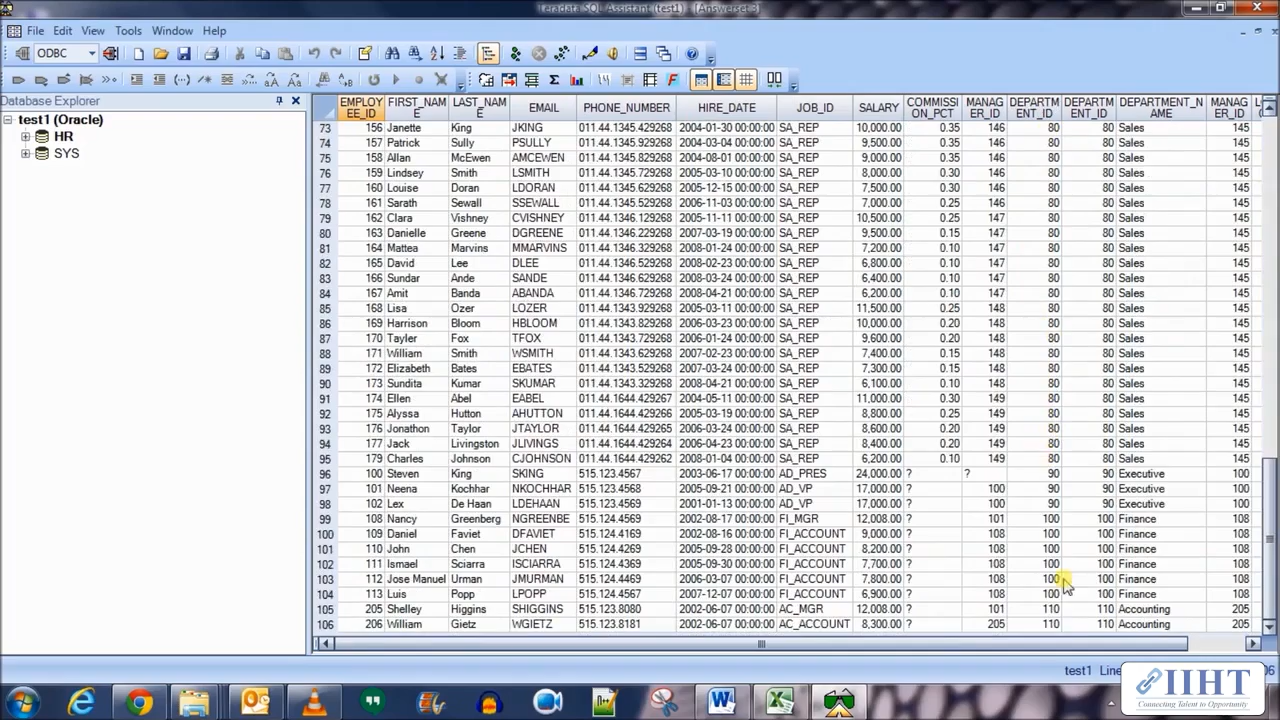 Teradata SQL Assistant (test1) - [Answerset 3]
File Edit View Tools Window Help
ODBC
Database Explorer
test1 (Oracle)
HR
SYS
EMPLOY EE_ID FIRST_NAM E LAST_NAM E EMAIL PHONE_NUMBER HIRE_DATE JOB_ID SALARY COMMISSI ON_PCT MANAG ER_ID DEPARTM ENT_ID DEPARTM ENT_ID DEPARTMENT_N AME MANAG ER_ID
73 156 Janette King JKING 011.44.1345.429268 2004-01-30 00:00:00 SA_REP 10,000.00 0.35 146 80 80 Sales 145
74 157 Patrick Sully PSULLY 011.44.1345.929268 2004-03-04 00:00:00 SA_REP 9,500.00 0.35 146 80 80 Sales 145
75 158 Allan McEwen AMCEWEN 011.44.1345.829268 2004-08-01 00:00:00 SA_REP 9,000.00 0.35 146 80 80 Sales 145
76 159 Lindsey Smith LSMITH 011.44.1345.729268 2005-03-10 00:00:00 SA_REP 8,000.00 0.30 146 80 80 Sales 145
77 160 Louise Doran LDORAN 011.44.1345.629268 2005-12-15 00:00:00 SA_REP 7,500.00 0.30 146 80 80 Sales 145
78 161 Sarath Sewall SSEWALL 011.44.1345.529268 2006-11-03 00:00:00 SA_REP 7,000.00 0.25 146 80 80 Sales 145
79 162 Clara Vishney CVISHNEY 011.44.1346.129268 2005-11-11 00:00:00 SA_REP 10,500.00 0.25 147 80 80 Sales 145
80 163 Danielle Greene DGREENE 011.44.1346.229268 2007-03-19 00:00:00 SA_REP 9,500.00 0.15 147 80 80 Sales 145
81 164 Mattea Marvins MMARVINS 011.44.1346.329268 2008-01-24 00:00:00 SA_REP 7,200.00 0.10 147 80 80 Sales 145
82 165 David Lee DLEE 011.44.1346.529268 2008-02-23 00:00:00 SA_REP 6,800.00 0.10 147 80 80 Sales 145
83 166 Sundar Ande SANDE 011.44.1346.629268 2008-03-24 00:00:00 SA_REP 6,400.00 0.10 147 80 80 Sales 145
84 167 Amit Banda ABANDA 011.44.1346.729268 2008-04-21 00:00:00 SA_REP 6,200.00 0.10 147 80 80 Sales 145
85 168 Lisa Ozer LOZER 011.44.1343.929268 2005-03-11 00:00:00 SA_REP 11,500.00 0.25 148 80 80 Sales 145
86 169 Harrison Bloom HBLOOM 011.44.1343.829268 2006-03-23 00:00:00 SA_REP 10,000.00 0.20 148 80 80 Sales 145
87 170 Tayler Fox TFOX 011.44.1343.729268 2006-01-24 00:00:00 SA_REP 9,600.00 0.20 148 80 80 Sales 145
88 171 William Smith WSMITH 011.44.1343.629268 2007-02-23 00:00:00 SA_REP 7,400.00 0.15 148 80 80 Sales 145
89 172 Elizabeth Bates EBATES 011.44.1343.529268 2007-03-24 00:00:00 SA_REP 7,300.00 0.15 148 80 80 Sales 145
90 173 Sundita Kumar SKUMAR 011.44.1343.329268 2008-04-21 00:00:00 SA_REP 6,100.00 0.10 148 80 80 Sales 145
91 174 Ellen Abel EABEL 011.44.1644.429267 2004-05-11 00:00:00 SA_REP 11,000.00 0.30 149 80 80 Sales 145
92 175 Alyssa Hutton AHUTTON 011.44.1644.429266 2005-03-19 00:00:00 SA_REP 8,800.00 0.25 149 80 80 Sales 145
93 176 Jonathon Taylor JTAYLOR 011.44.1644.429265 2006-03-24 00:00:00 SA_REP 8,600.00 0.20 149 80 80 Sales 145
94 177 Jack Livingston JLIVINGS 011.44.1644.429264 2006-04-23 00:00:00 SA_REP 8,400.00 0.20 149 80 80 Sales 145
95 179 Charles Johnson CJOHNSON 011.44.1644.429262 2008-01-04 00:00:00 SA_REP 6,200.00 0.10 149 80 80 Sales 145
96 100 Steven King SKING 515.123.4567 2003-06-17 00:00:00 AD_PRES 24,000.00 ? ? 90 90 Executive 100
97 101 Neena Kochhar NKOCHHAR 515.123.4568 2005-09-21 00:00:00 AD_VP 17,000.00 ? 100 90 90 Executive 100
98 102 Lex De Haan LDEHAAN 515.123.4569 2001-01-13 00:00:00 AD_VP 17,000.00 ? 100 90 90 Executive 100
99 108 Nancy Greenberg NGREENBE 515.124.4569 2002-08-17 00:00:00 FI_MGR 12,008.00 ? 101 100 100 Finance 108
100 109 Daniel Faviet DFAVIET 515.124.4169 2002-08-16 00:00:00 FI_ACCOUNT 9,000.00 ? 108 100 100 Finance 108
101 110 John Chen JCHEN 515.124.4269 2005-09-28 00:00:00 FI_ACCOUNT 8,200.00 ? 108 100 100 Finance 108
102 111 Ismael Sciarra ISCIARRA 515.124.4369 2005-09-30 00:00:00 FI_ACCOUNT 7,700.00 ? 108 100 100 Finance 108
103 112 Jose Manuel Urman JMURMAN 515.124.4469 2006-03-07 00:00:00 FI_ACCOUNT 7,800.00 ? 108 100 100 Finance 108
104 113 Luis Popp LPOPP 515.124.4567 2007-12-07 00:00:00 FI_ACCOUNT 6,900.00 ? 108 100 100 Finance 108
105 205 Shelley Higgins SHIGGINS 515.123.8080 2002-06-07 00:00:00 AC_MGR 12,008.00 ? 101 110 110 Accounting 205
106 206 William Gietz WGIETZ 515.123.8181 2002-06-07 00:00:00 AC_ACCOUNT 8,300.00 ? 205 110 110 Accounting 205
test1 Line
IIHT
Connecting Talent to Opportunity